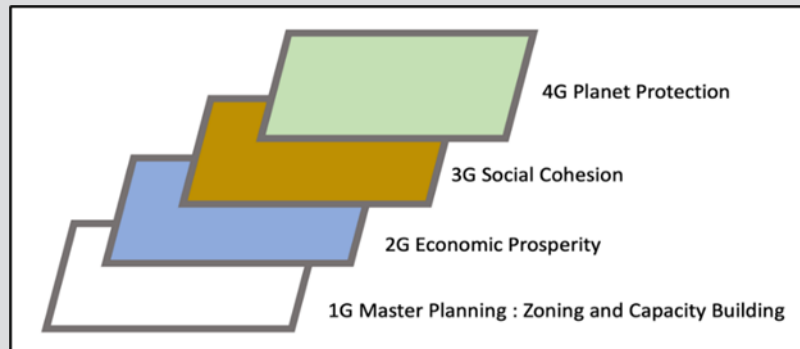 4G Planet Protection
3G Social Cohesion
2G Economic Prosperity
1G Master Planning : Zoning and Capacity Building